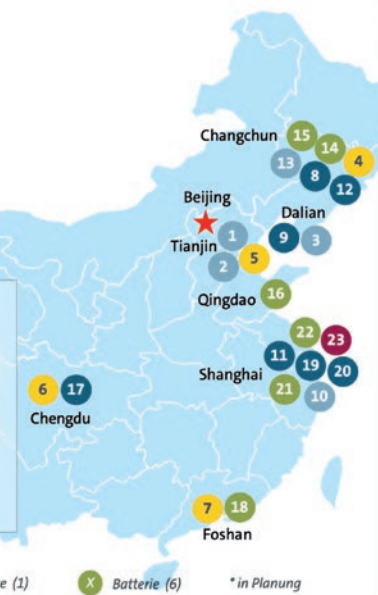 Changchun
15
14
4
13
8
12
Beijing
Dalian
Tianjin
1
9
3
2
5
Qingdao
16
22
23
11
19
20
Shanghai
21
10
6
17
Chengdu
7
18
Foshan
e (1)
X Batterie (6)
* in Planung